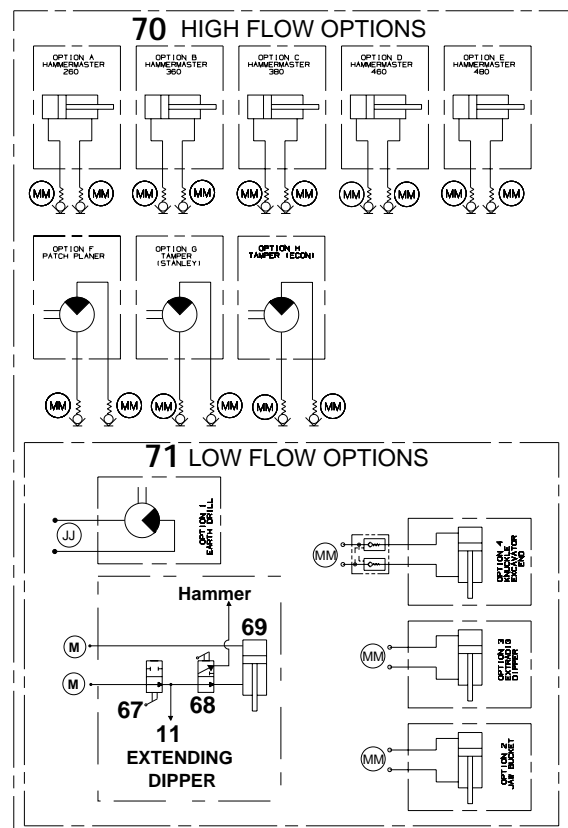 70 HIGH FLOW OPTIONS
OPTION A
HAMMERMASTER
260
OPTION B
HAMMERMASTER
360
OPTION C
HAMMERMASTER
380
OPTION D
HAMMERMASTER
460
OPTION E
HAMMERMASTER
480
MM MM MM MM MM MM MM MM MM MM
OPTION F
PATCH PLANER
OPTION G
TAMPER
(STANLEY)
OPTION H
TAMPER (ECON)
MM MM MM MM MM MM
71 LOW FLOW OPTIONS
JJ
OPTION 1
EARTH DRILL
MM
OPTION 4
KNUCKLE
EXCAVATOR
END
Hammer
69
M
M
67
68
11
EXTENDING
DIPPER
MM
OPTION 3
EXTRADIG
DIPPER
MM
OPTION 2
JAW BUCKET